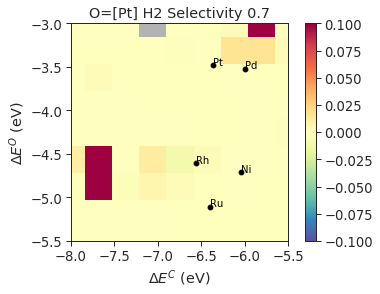 O=[Pt] H2 Selectivity 0.7
ΔE^O (eV)
−3.0
−3.5
−4.0
−4.5
−5.0
−5.5
Pt
Pd
Rh
Ni
Ru
−8.0 −7.5 −7.0 −6.5 −6.0 −5.5
ΔE^C (eV)
0.100
0.075
0.050
0.025
0.000
−0.025
−0.050
−0.075
−0.100